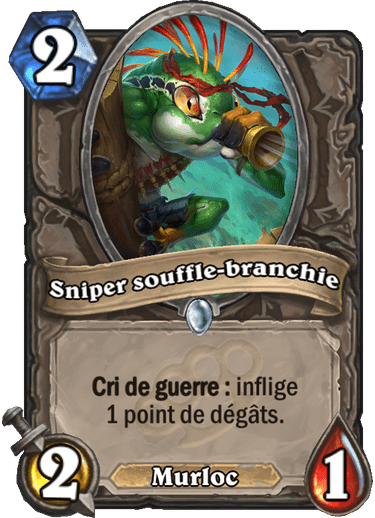 2
Sniper souffle-branchie
Cri de guerre : inflige
1 point de dégâts.
2
Murloc
1